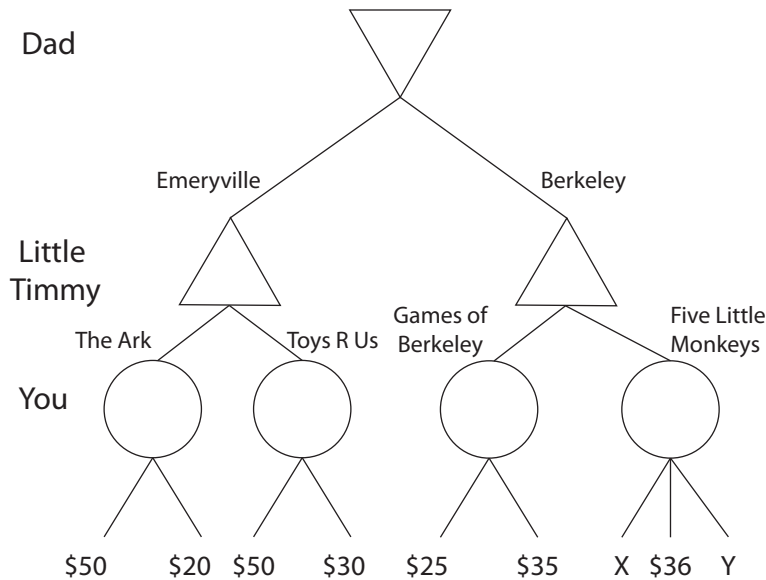 Dad
Emeryville
Berkeley
Little
Timmy
The Ark
Toys R Us
Games of
Berkeley
Five Little
Monkeys
You
$50
$20
$50
$30
$25
$35
X
$36
Y